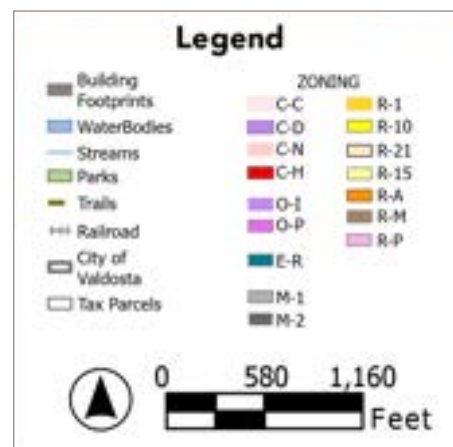 Legend
Building
Footprints
WaterBodies
Streams
Parks
Trails
Railroad
City of
Valdosta
Tax Parcels
ZONING
C-C
C-D
C-N
C-H
O-I
O-P
E-R
M-1
M-2
R-1
R-10
R-21
R-15
R-A
R-M
R-P
0 580 1,160
Feet